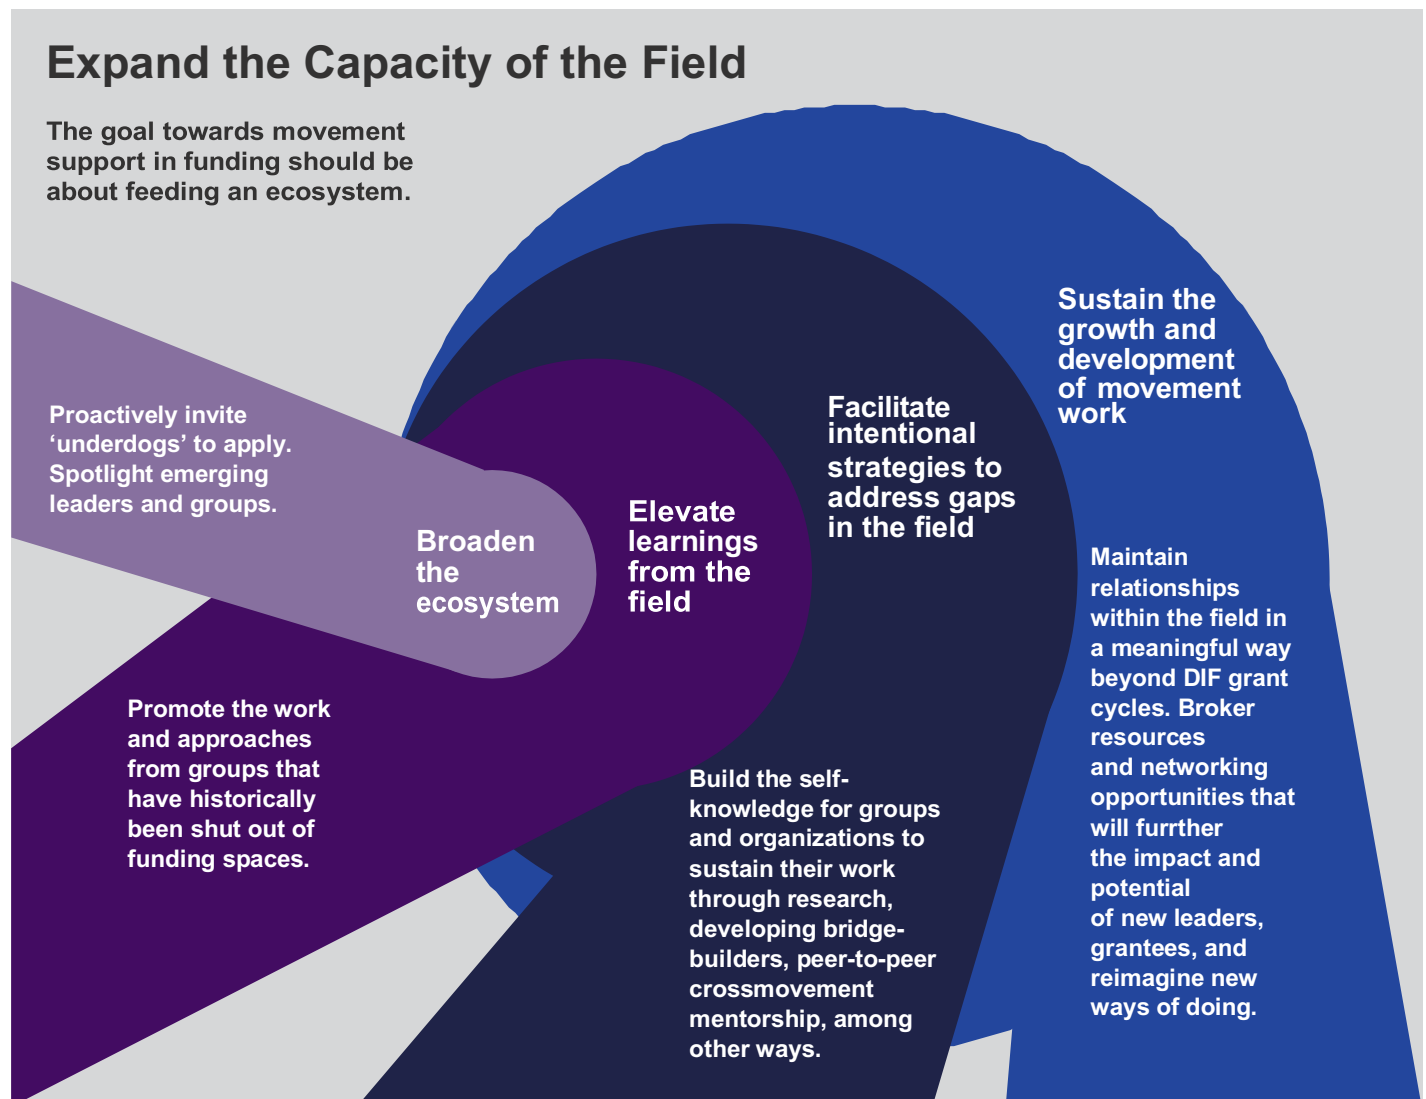 Expand the Capacity of the Field
The goal towards movement
support in funding should be
about feeding an ecosystem.
Proactively invite
‘underdogs’ to apply.
Spotlight emerging
leaders and groups.
Broaden
the
ecosystem
Promote the work
and approaches
from groups that
have historically
been shut out of
funding spaces.
Elevate
learnings
from the
field
Facilitate
intentional
strategies to
address gaps
in the field
Build the self-
knowledge for groups
and organizations to
sustain their work
through research,
developing bridge-
builders, peer-to-peer
crossmovement
mentorship, among
other ways.
Sustain the
growth and
development
of movement
work
Maintain
relationships
within the field in
a meaningful way
beyond DIF grant
cycles. Broker
resources
and networking
opportunities that
will furrther
the impact and
potential
of new leaders,
grantees, and
reimagine new
ways of doing.